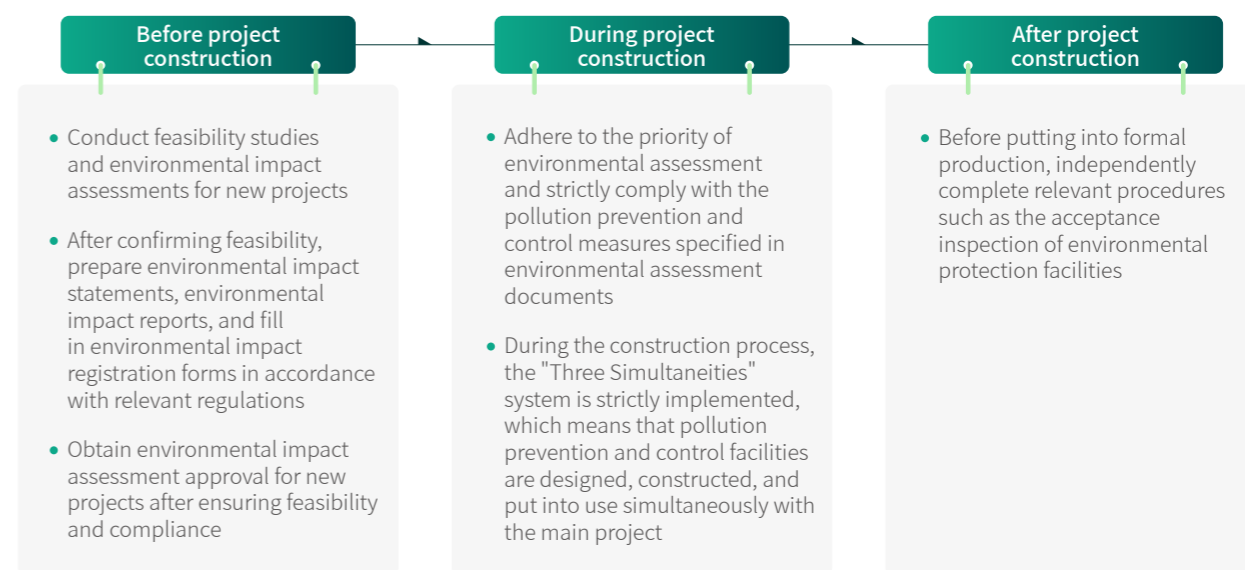 Before project
construction
Conduct feasibility studies
and environmental impact
assessments for new projects
After confirming feasibility,
prepare environmental impact
statements, environmental
impact reports, and fill
in environmental impact
registration forms in accordance
with relevant regulations
Obtain environmental impact
assessment approval for new
projects after ensuring feasibility
and compliance
During project
construction
Adhere to the priority of
environmental assessment
and strictly comply with the
pollution prevention and
control measures specified in
environmental assessment
documents
During the construction process,
the "Three Simultaneities"
system is strictly implemented,
which means that pollution
prevention and control facilities
are designed, constructed, and
put into use simultaneously with
the main project
After project
construction
Before putting into formal
production, independently
complete relevant procedures
such as the acceptance
inspection of environmental
protection facilities